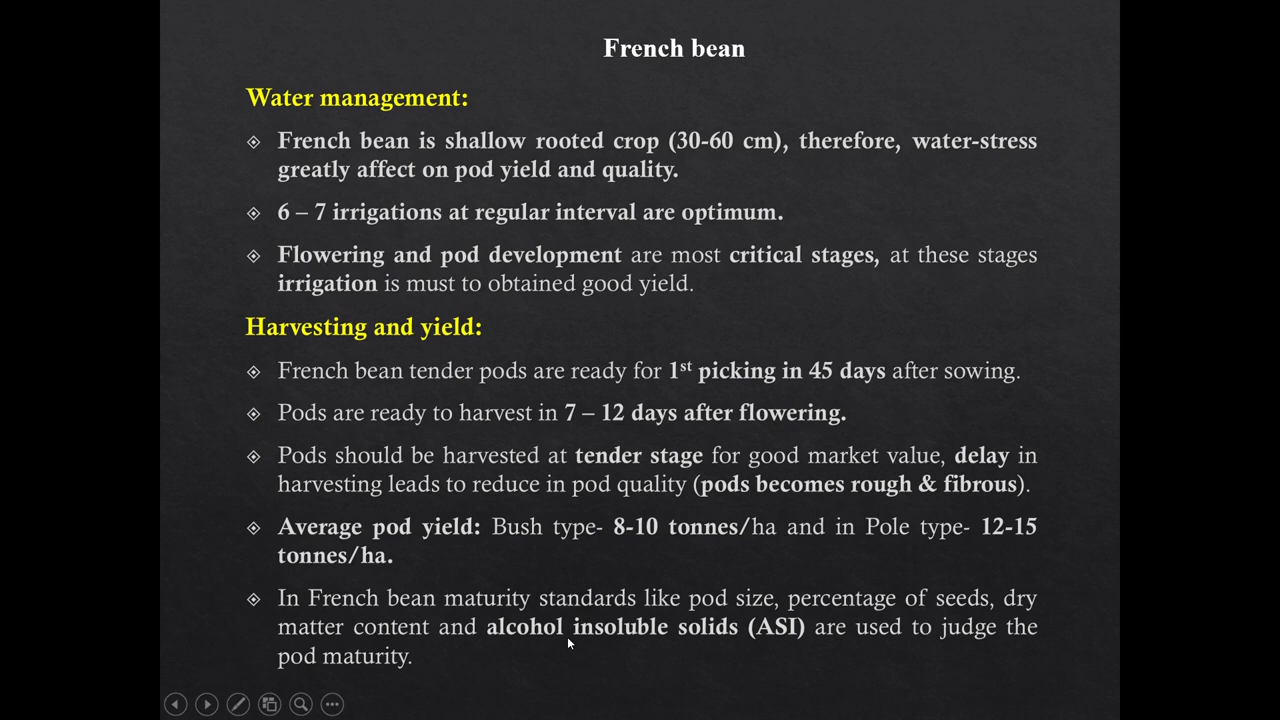 French bean
Water management:
French bean is shallow rooted crop (30-60 cm), therefore, water-stress
greatly affect on pod yield and quality.
6 – 7 irrigations at regular interval are optimum.
Flowering and pod development are most critical stages, at these stages
irrigation is must to obtained good yield.
Harvesting and yield:
French bean tender pods are ready for 1st picking in 45 days after sowing.
Pods are ready to harvest in 7 – 12 days after flowering.
Pods should be harvested at tender stage for good market value, delay in
harvesting leads to reduce in pod quality (pods becomes rough & fibrous).
Average pod yield: Bush type- 8-10 tonnes/ha and in Pole type- 12-15
tonnes/ha.
In French bean maturity standards like pod size, percentage of seeds, dry
matter content and alcohol insoluble solids (ASI) are used to judge the
pod maturity.